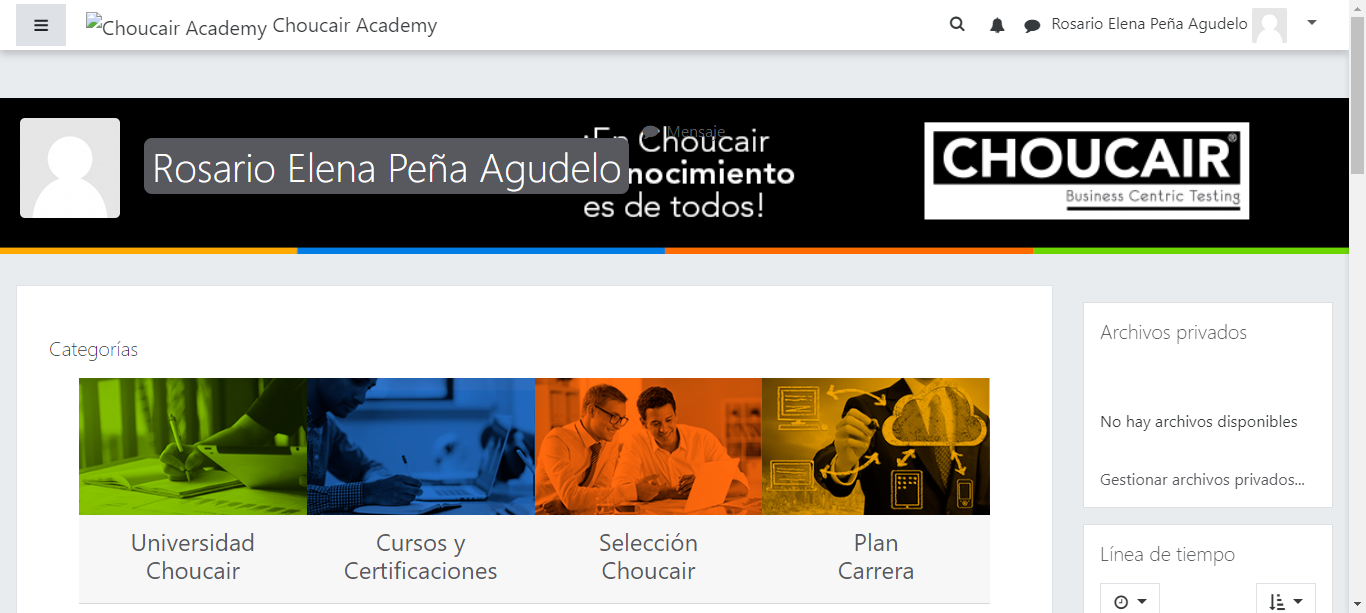 Choucair Academy Choucair Academy
Rosario Elena Peña Agudelo
Mensaje
Rosario Elena Peña Agudelo
¡En Choucair
nocimiento
es de todos!
CHOUCAIR®
Business Centric Testing
Categorías
Universidad
Choucair
Cursos y
Certificaciones
Selección
Choucair
Plan
Carrera
Archivos privados
No hay archivos disponibles
Gestionar archivos privados...
Línea de tiempo